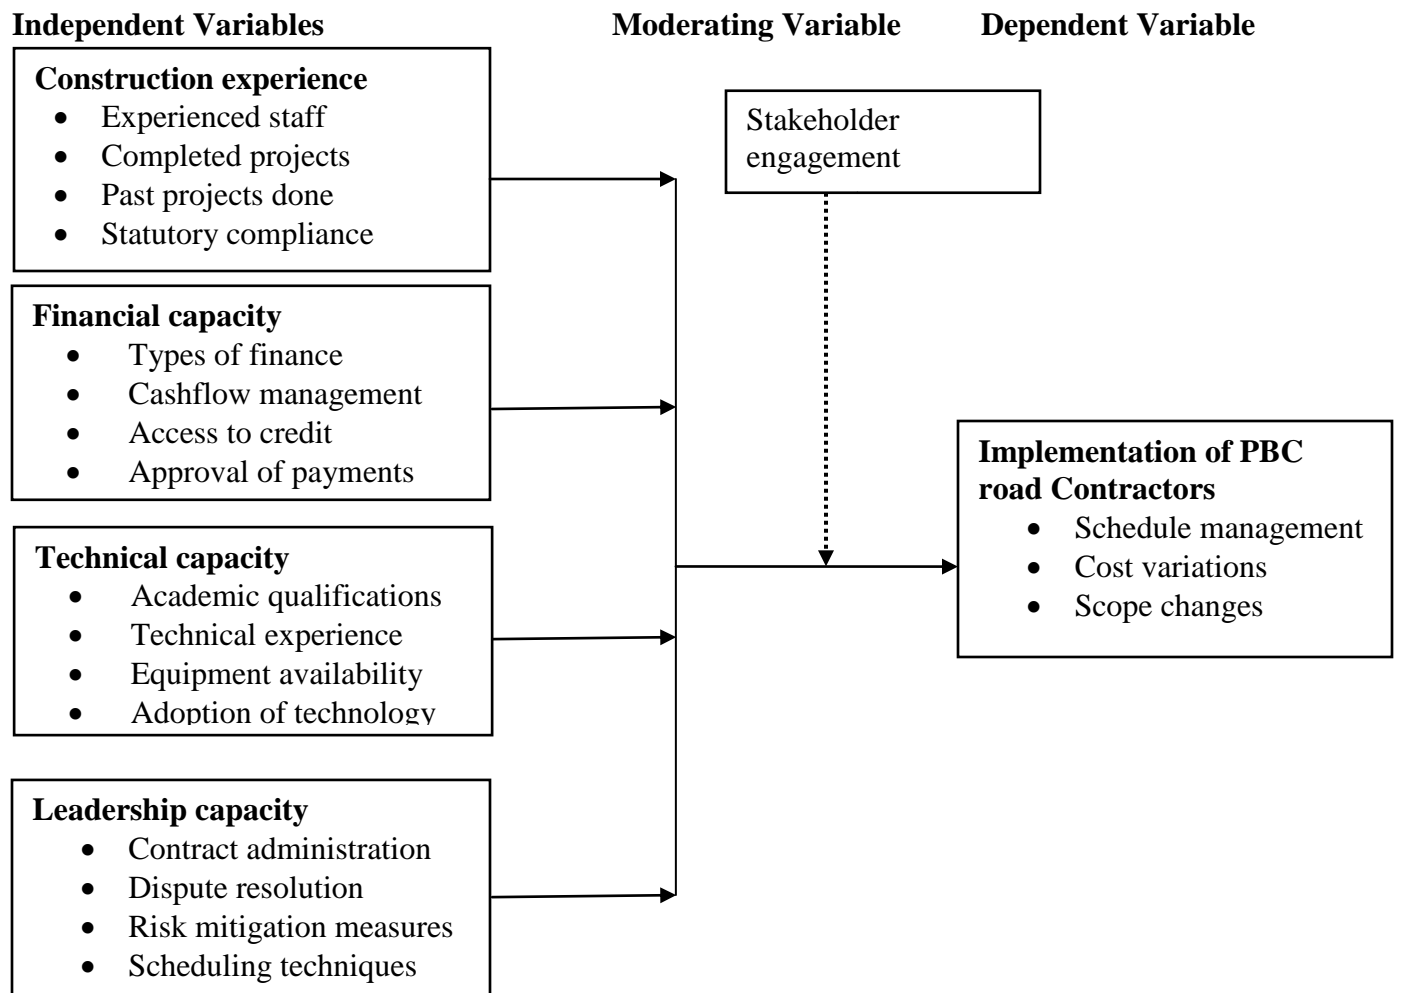 Independent Variables
Moderating Variable
Dependent Variable
Construction experience
• Experienced staff
• Completed projects
• Past projects done
• Statutory compliance
Stakeholder
engagement
Financial capacity
• Types of finance
• Cashflow management
• Access to credit
• Approval of payments
Technical capacity
• Academic qualifications
• Technical experience
• Equipment availability
• Adoption of technology
Leadership capacity
• Contract administration
• Dispute resolution
• Risk mitigation measures
• Scheduling techniques
Implementation of PBC
road Contractors
• Schedule management
• Cost variations
• Scope changes